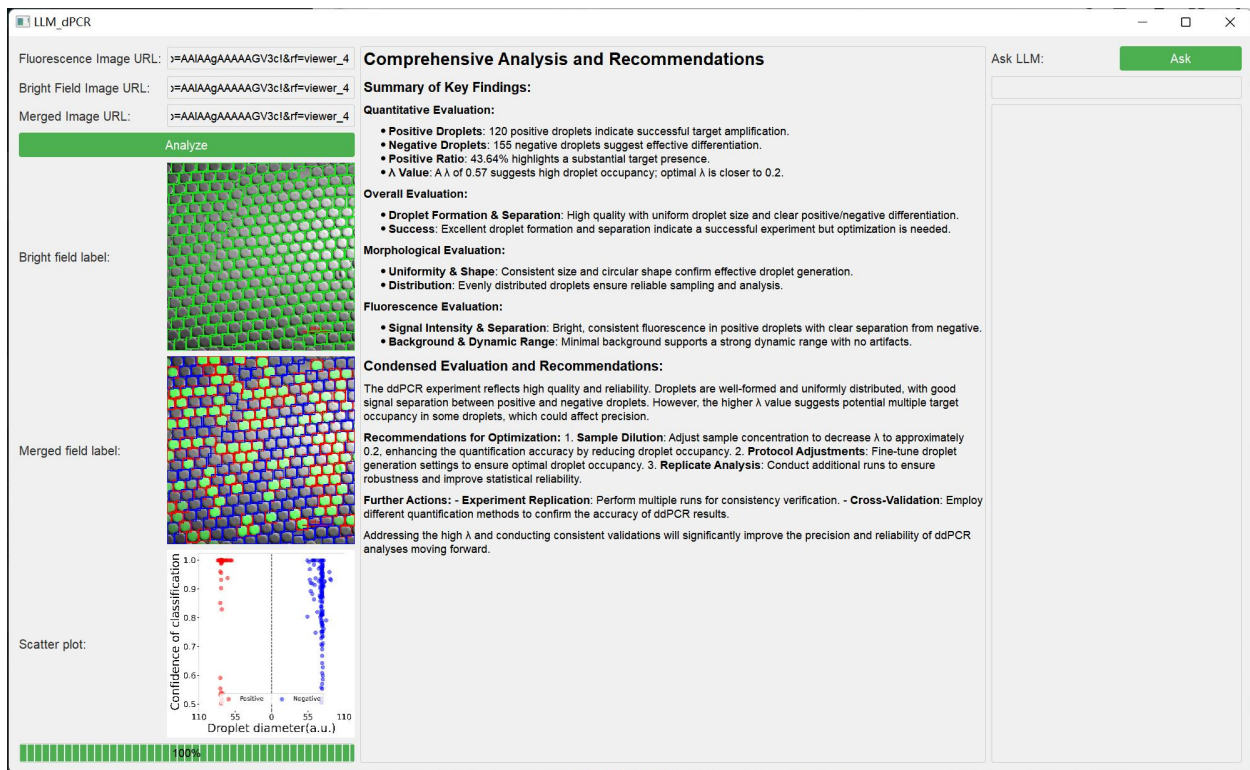 LLM_dPCR
Fluorescence Image URL:
>=AAIAAgAAAAAGV3c!&rf=viewer_4
Bright Field Image URL:
>=AAIAAgAAAAAGV3c!&rf=viewer_4
Merged Image URL:
>=AAIAAgAAAAAGV3c!&rf=viewer_4
Analyze
Bright field label:
Merged field label:
Scatter plot:
Confidence of classification
1.0
0.9
0.8
0.7
0.6
0.5
Positive
Negative
110
55
0
55
110
Droplet diameter(a.u.)
100%
Comprehensive Analysis and Recommendations
Summary of Key Findings:
Quantitative Evaluation:
• Positive Droplets: 120 positive droplets indicate successful target amplification.
• Negative Droplets: 155 negative droplets suggest effective differentiation.
• Positive Ratio: 43.64% highlights a substantial target presence.
• λ Value: A λ of 0.57 suggests high droplet occupancy; optimal λ is closer to 0.2.
Overall Evaluation:
• Droplet Formation & Separation: High quality with uniform droplet size and clear positive/negative differentiation.
• Success: Excellent droplet formation and separation indicate a successful experiment but optimization is needed.
Morphological Evaluation:
• Uniformity & Shape: Consistent size and circular shape confirm effective droplet generation.
• Distribution: Evenly distributed droplets ensure reliable sampling and analysis.
Fluorescence Evaluation:
• Signal Intensity & Separation: Bright, consistent fluorescence in positive droplets with clear separation from negative.
• Background & Dynamic Range: Minimal background supports a strong dynamic range with no artifacts.
Condensed Evaluation and Recommendations:
The ddPCR experiment reflects high quality and reliability. Droplets are well-formed and uniformly distributed, with good
signal separation between positive and negative droplets. However, the higher λ value suggests potential multiple target
occupancy in some droplets, which could affect precision.
Recommendations for Optimization: 1. Sample Dilution: Adjust sample concentration to decrease λ to approximately
0.2, enhancing the quantification accuracy by reducing droplet occupancy. 2. Protocol Adjustments: Fine-tune droplet
generation settings to ensure optimal droplet occupancy. 3. Replicate Analysis: Conduct additional runs to ensure
robustness and improve statistical reliability.
Further Actions: - Experiment Replication: Perform multiple runs for consistency verification. - Cross-Validation: Employ
different quantification methods to confirm the accuracy of ddPCR results.
Addressing the high λ and conducting consistent validations will significantly improve the precision and reliability of ddPCR
analyses moving forward.
Ask LLM:
Ask